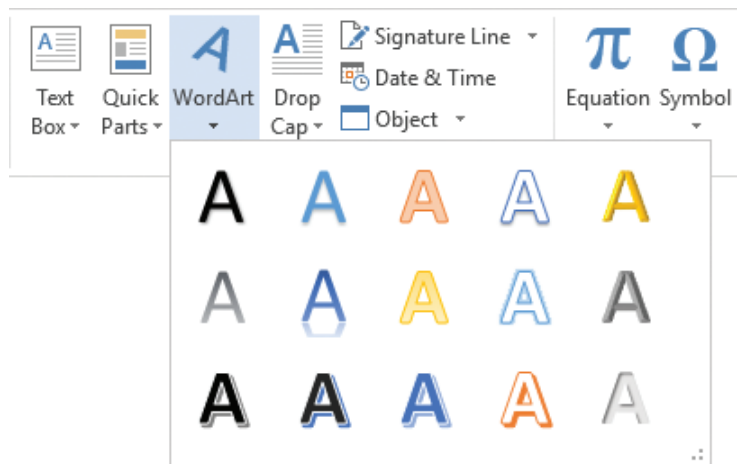 Text Box
Quick Parts
WordArt
Drop Cap
Signature Line
Date & Time
Object
π Equation
Ω Symbol
A A A A A
A A A A A
A A A A A